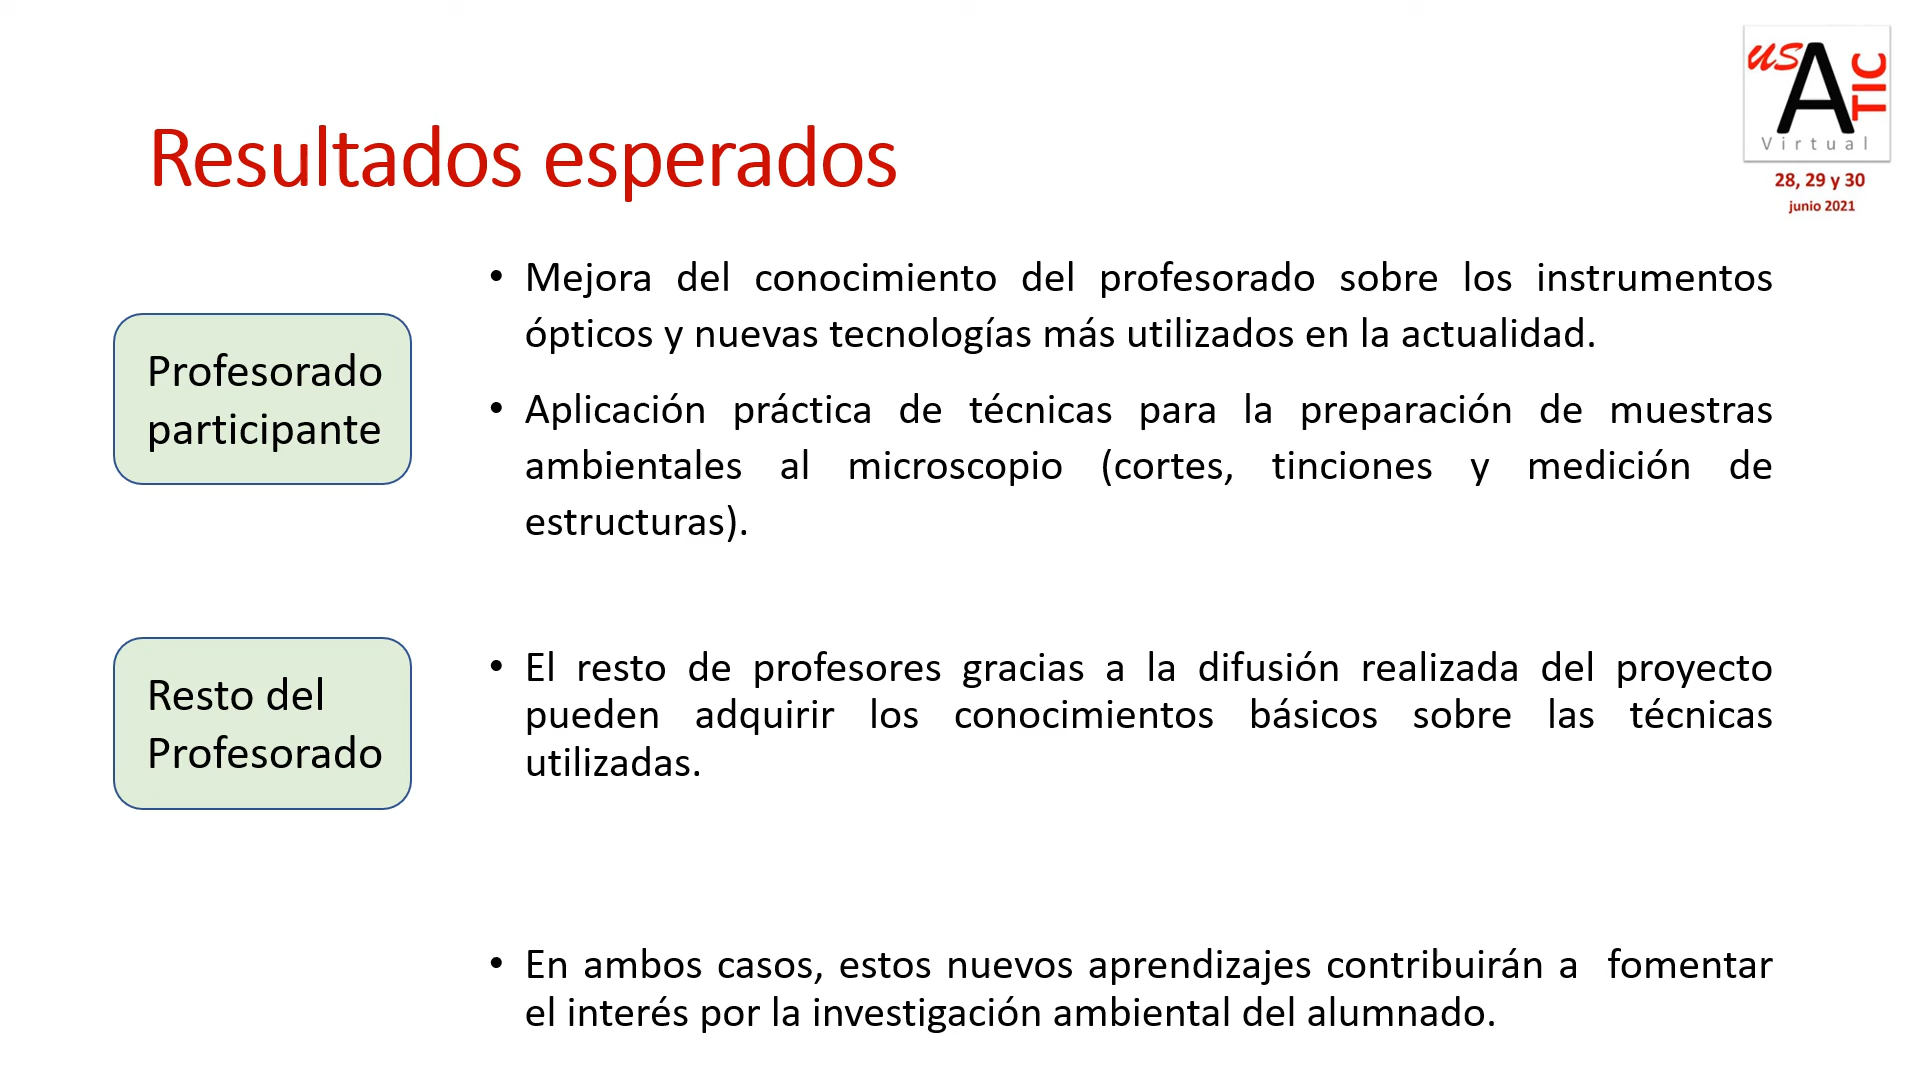 usATIC
Virtual
28, 29 y 30
junio 2021
Resultados esperados
Profesorado
participante
• Mejora del conocimiento del profesorado sobre los instrumentos
ópticos y nuevas tecnologías más utilizados en la actualidad.
• Aplicación práctica de técnicas para la preparación de muestras
ambientales al microscopio (cortes, tinciones y medición de
estructuras).
Resto del
Profesorado
• El resto de profesores gracias a la difusión realizada del proyecto
pueden adquirir los conocimientos básicos sobre las técnicas
utilizadas.
• En ambos casos, estos nuevos aprendizajes contribuirán a  fomentar
el interés por la investigación ambiental del alumnado.